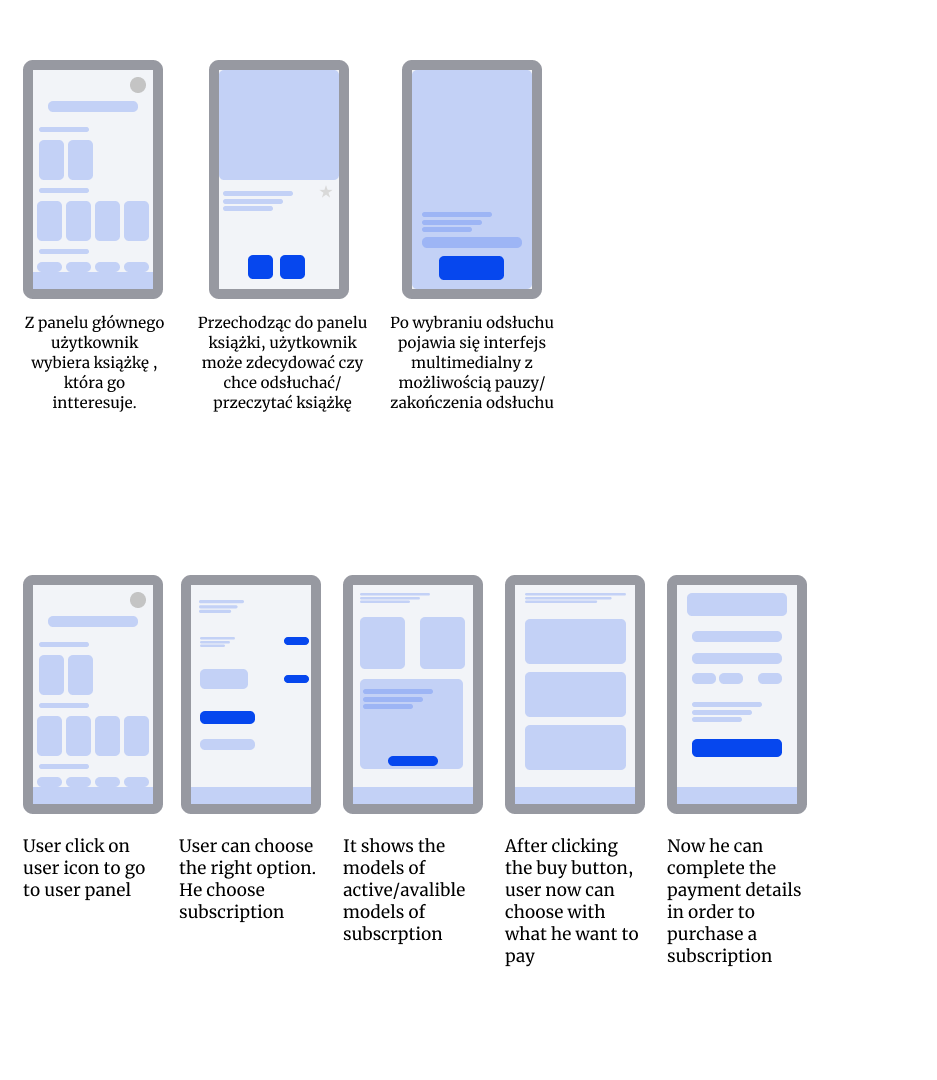 Z panelu głównego
użytkownik
wybiera książkę ,
która go
intteresuje.
Przechodząc do panelu
książki, użytkownik
może zdecydować czy
chce odsłuchać/
przeczytać książkę
Po wybraniu odsłuchu
pojawia się interfejs
multimedialny z
możliwością pauzy/
zakończenia odsłuchu
User click on
user icon to go
to user panel
User can choose
the right option.
He choose
subscription
It shows the
models of
active/avalible
models of
subscrption
After clicking
the buy button,
user now can
choose with
what he want to
pay
Now he can
complete the
payment details
in order to
purchase a
subscription